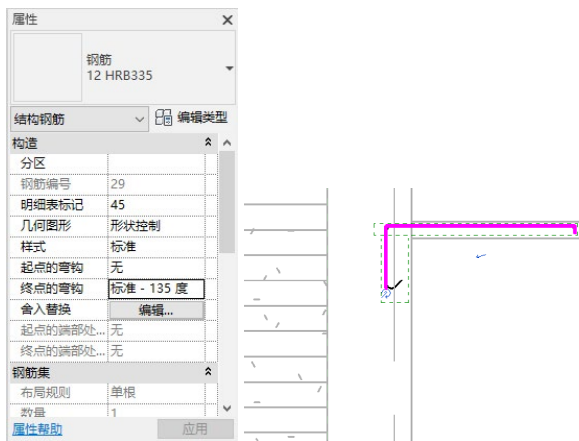 属性
钢筋
12 HRB335
结构钢筋 编辑类型
构造
分区
钢筋编号 29
明细表标记 45
几何图形 形状控制
样式 标准
起点的弯钩 无
终点的弯钩 标准 - 135 度
舍入替换 编辑...
起点的端部处... 无
终点的端部处... 无
钢筋集
布局规则 单根
数量 1
属性帮助 应用